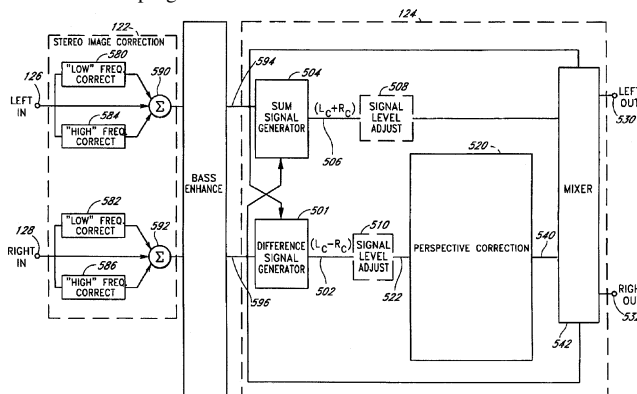 122
124
STEREO IMAGE CORRECTION
580
"LOW" FREQ.
CORRECT
590
126
LEFT
IN
Σ
584
"HIGH" FREQ.
CORRECT
582
"LOW" FREQ.
CORRECT
592
128
RIGHT
IN
Σ
586
"HIGH" FREQ.
CORRECT
BASS
ENHANCE
594
596
504
SUM
SIGNAL
GENERATOR
(LC+RC)
506
508
SIGNAL
LEVEL
ADJUST
501
DIFFERENCE
SIGNAL
GENERATOR
(LC-RC)
502
510
SIGNAL
LEVEL
ADJUST
522
520
PERSPECTIVE CORRECTION
540
MIXER
542
LEFT
OUT
530
RIGHT
OUT
532